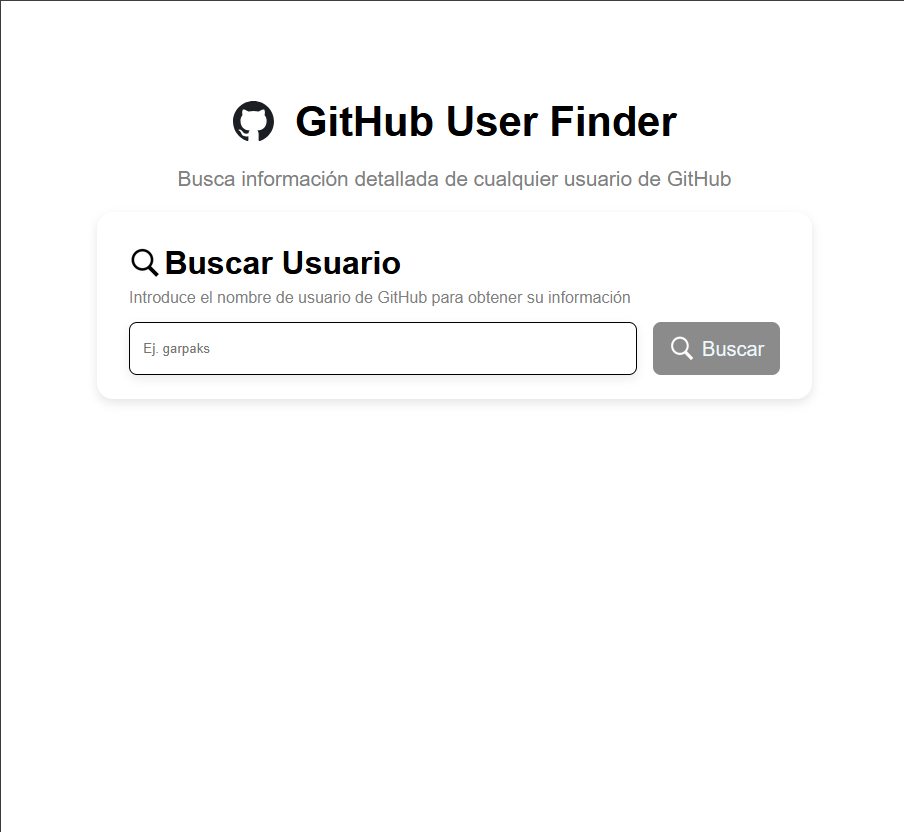 GitHub User Finder
Busca información detallada de cualquier usuario de GitHub
Buscar Usuario
Introduce el nombre de usuario de GitHub para obtener su información
Ej. garpaks
Buscar